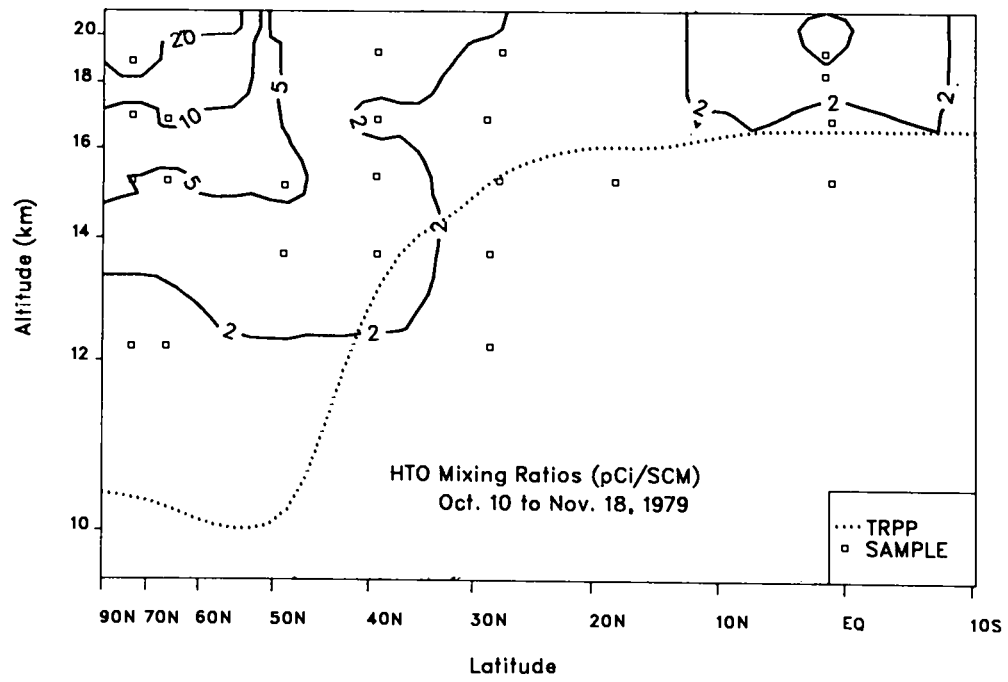 20
18
16
14
12
10
Altitude (km)
20
10
5
5
2
2
2
2
2
2
2
HTO Mixing Ratios (pCi/SCM)
Oct. 10 to Nov. 18, 1979
TRPP
SAMPLE
90N 70N 60N 50N 40N 30N 20N 10N EQ 10S
Latitude